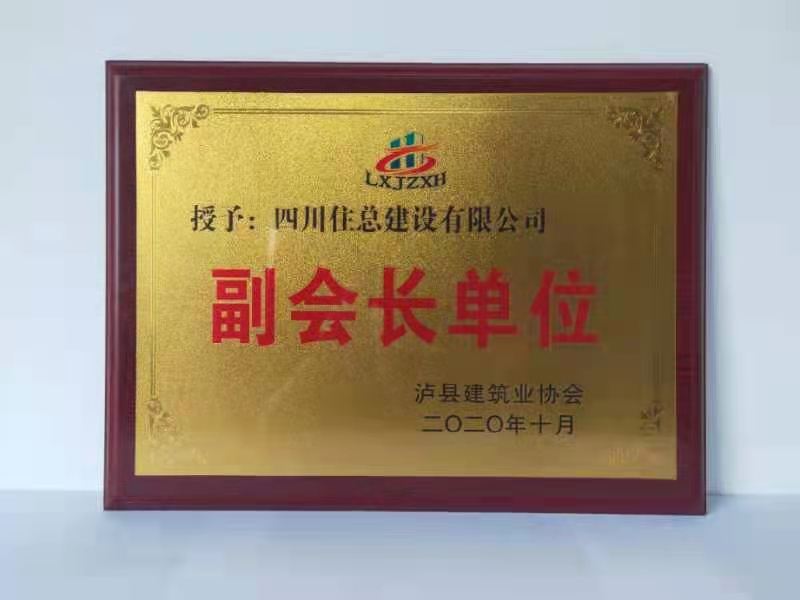 LXJZXH
授予：四川住总建设有限公司
副会长单位
泸县建筑业协会
二〇二〇年十月